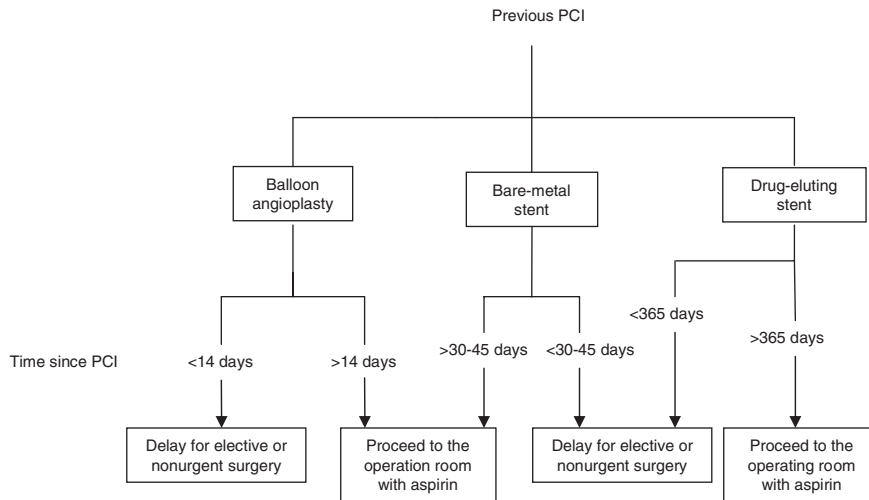 Previous PCI
Balloon
angioplasty
Bare-metal
stent
Drug-eluting
stent
Time since PCI
<14 days
>14 days
>30-45 days
<30-45 days
<365 days
>365 days
Delay for elective or
nonurgent surgery
Proceed to the
operation room
with aspirin
Delay for elective or
nonurgent surgery
Proceed to the
operating room
with aspirin